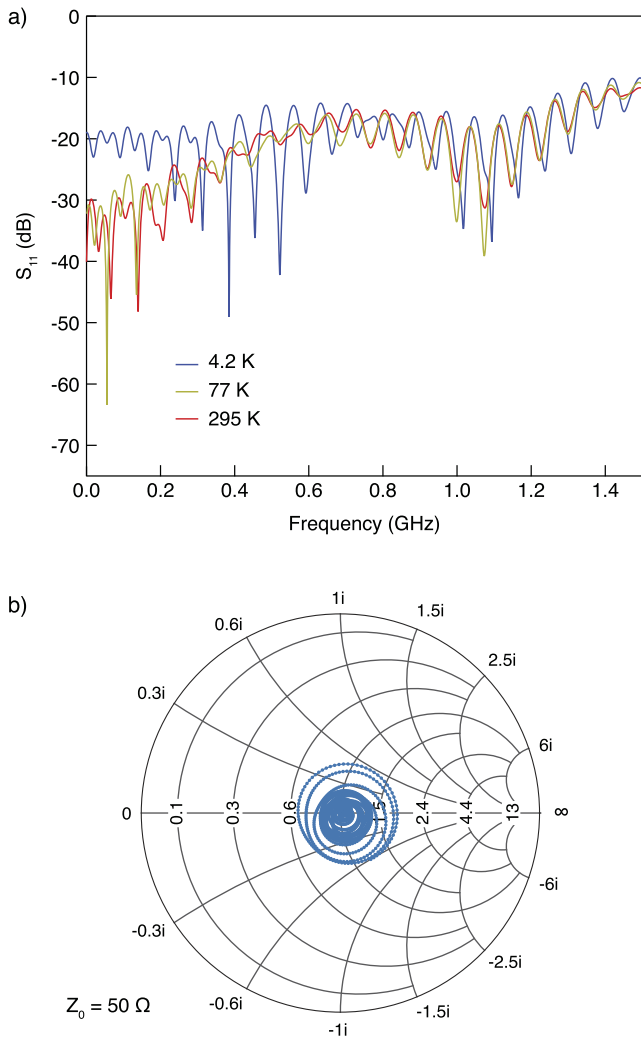 a)
0
-10
-20
-30
-40
-50
-60
-70
S₁₁ (dB)
4.2 K
77 K
295 K
0.0 0.2 0.4 0.6 0.8 1.0 1.2 1.4
Frequency (GHz)
b)
1i
0.6i 1.5i
0.3i 2.5i
6i
0 0.1 0.3 0.6 1.5 2.4 4.4 13 ∞
-6i
-0.3i -2.5i
-0.6i -1.5i
-1i
Z₀ = 50 Ω